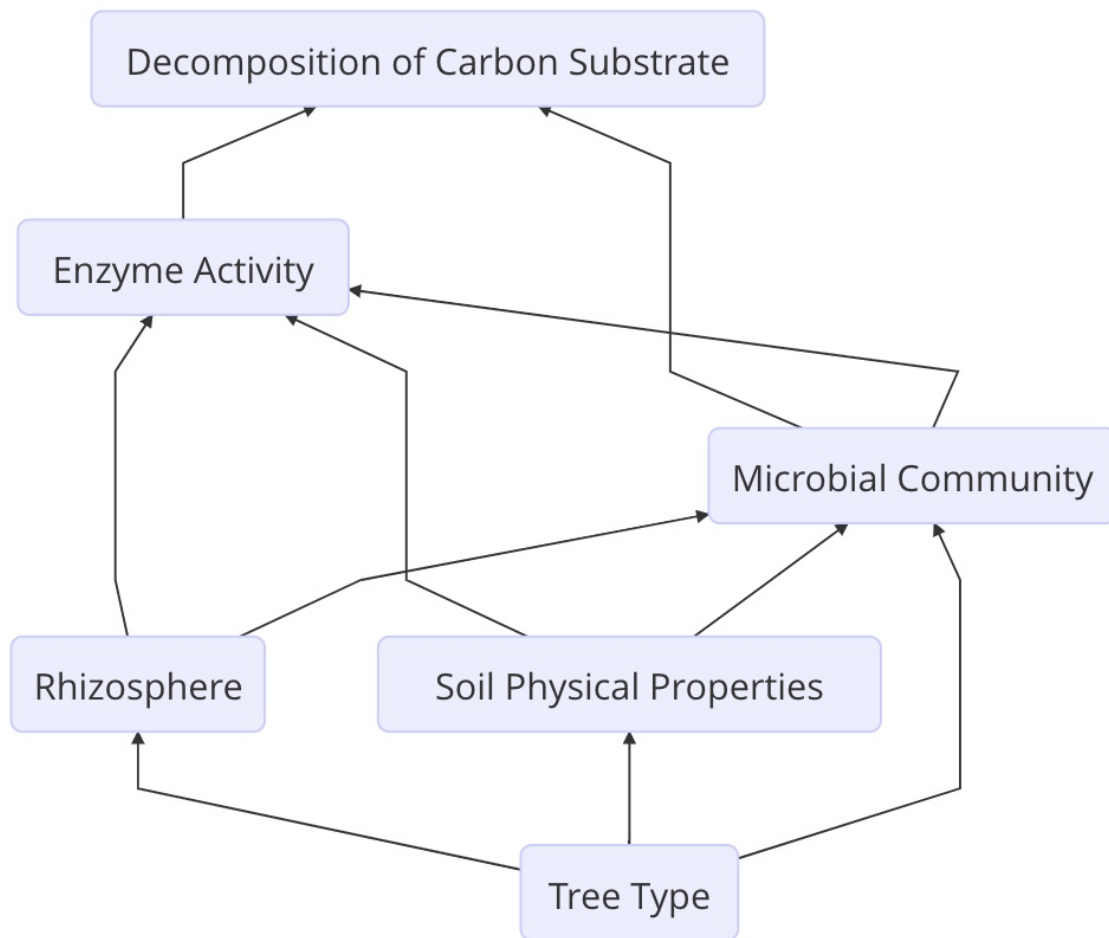 Decomposition of Carbon Substrate
Enzyme Activity
Microbial Community
Rhizosphere
Soil Physical Properties
Tree Type